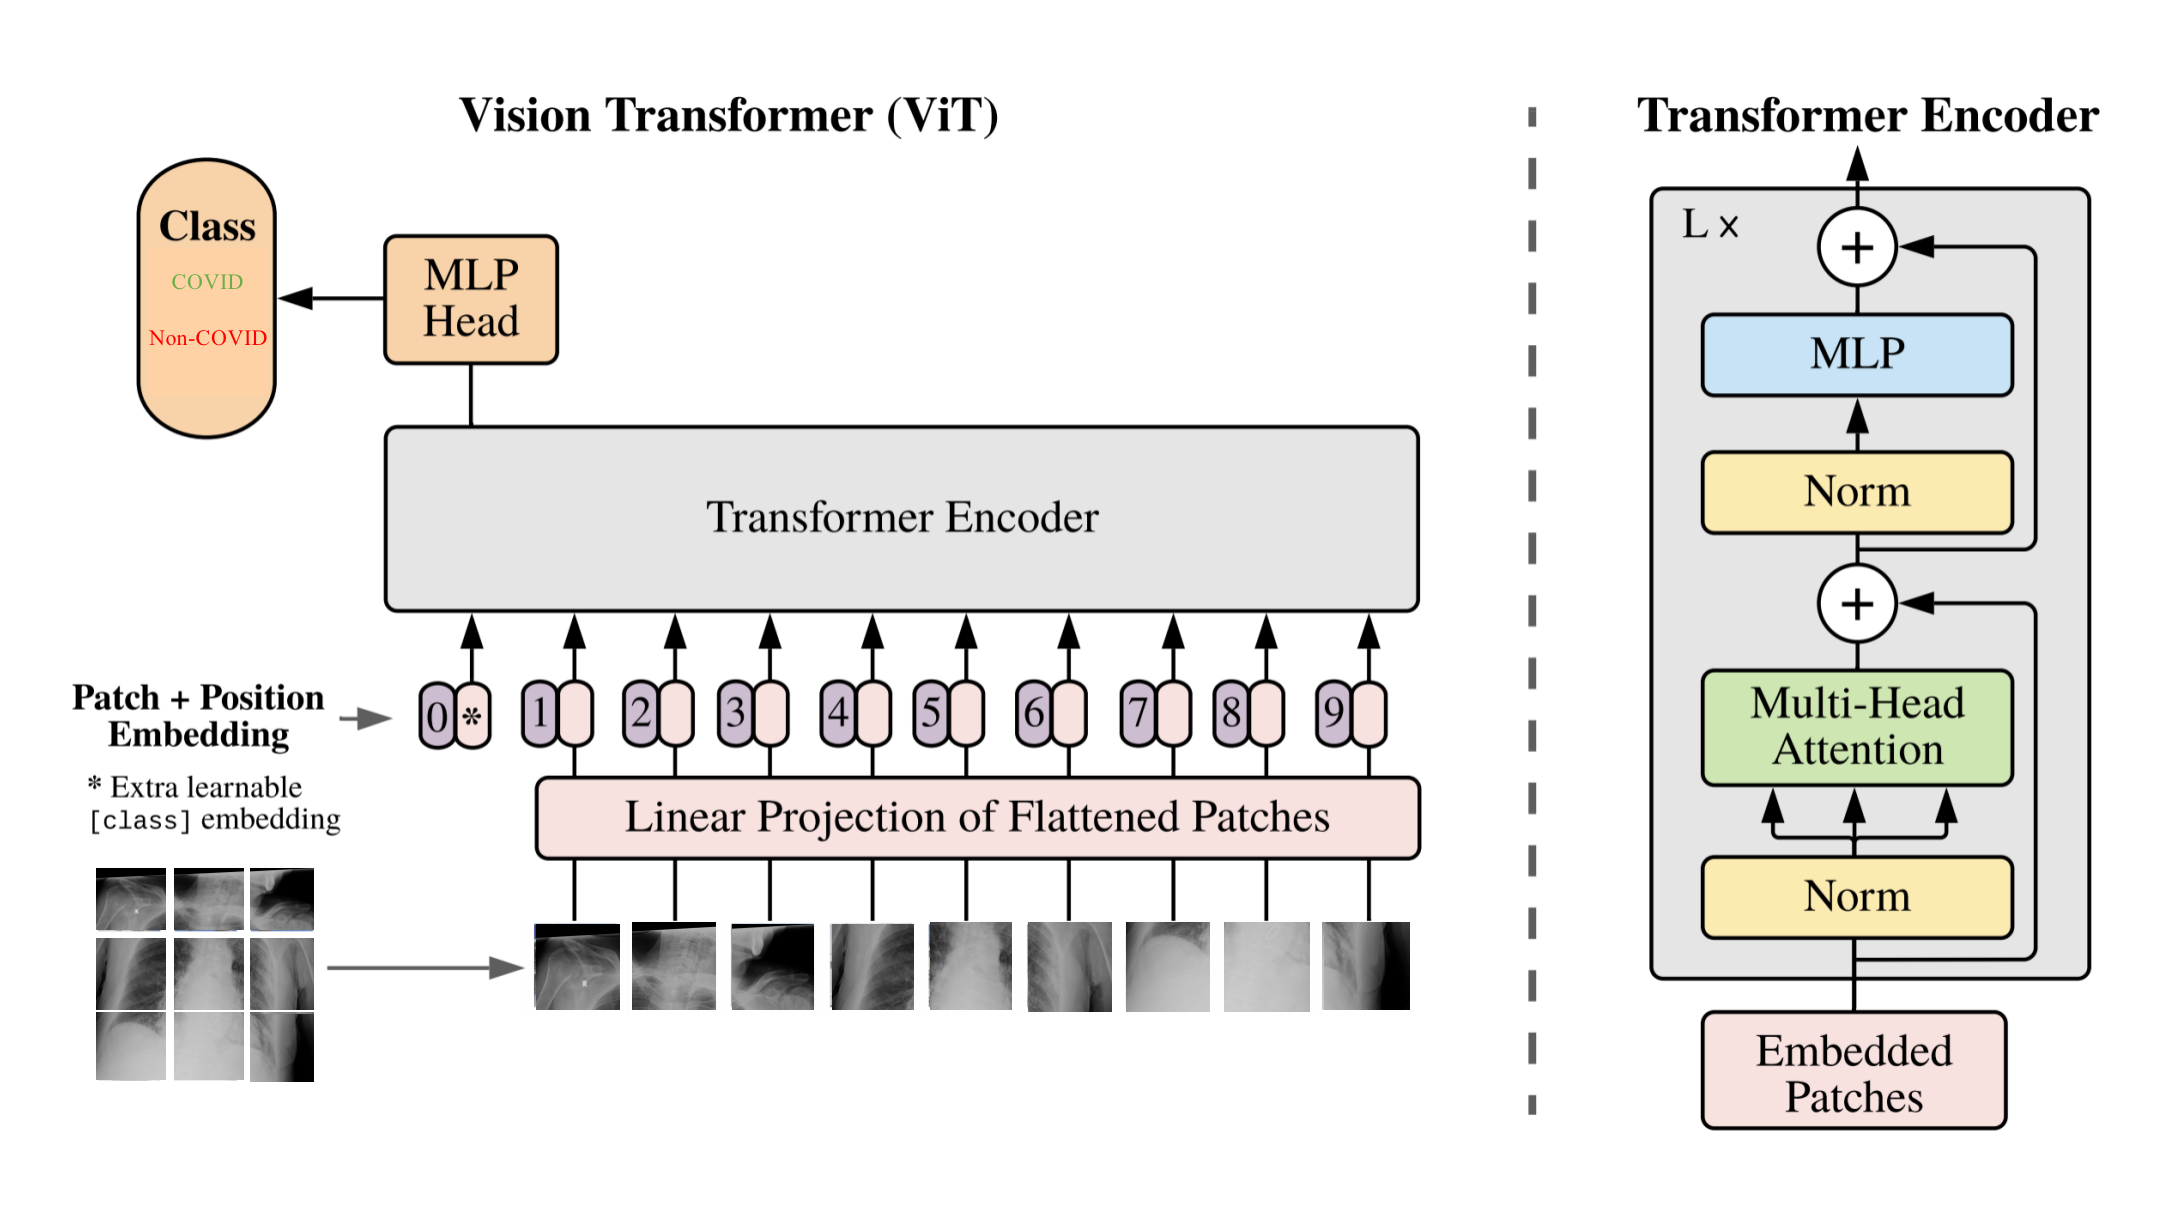 Vision Transformer (ViT)
Class
COVID
Non-COVID
MLP
Head
Transformer Encoder
Patch + Position
Embedding
* Extra learnable
[class] embedding
0 * 1 2 3 4 5 6 7 8 9
Linear Projection of Flattened Patches
Transformer Encoder
L ×
+
MLP
Norm
+
Multi-Head
Attention
Norm
Embedded
Patches